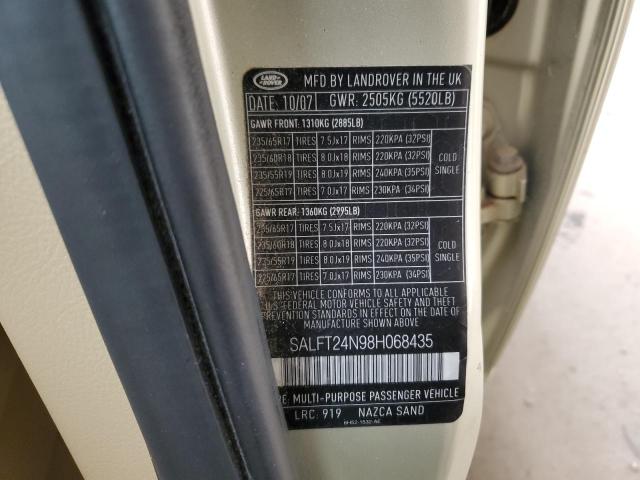 LAND ROVER
MFD BY LANDROVER IN THE UK
DATE: 10/07 GWR: 2505KG (5520LB)
GAWR FRONT: 1310KG (2885LB)
235/65R17 TIRES 7.5Jx17 RIMS 220KPA (32PSI)
235/60R18 TIRES 8.0Jx18 RIMS 220KPA (32PSI)
235/55R19 TIRES 8.0Jx19 RIMS 240KPA (35PSI)
225/65R17 TIRES 7.0Jx17 RIMS 230KPA (34PSI)
COLD
SINGLE
GAWR REAR: 1360KG (2995LB)
235/65R17 TIRES 7.5Jx17 RIMS 220KPA (32PSI)
235/60R18 TIRES 8.0Jx18 RIMS 220KPA (32PSI)
235/55R19 TIRES 8.0Jx19 RIMS 240KPA (35PSI)
225/65R17 TIRES 7.0Jx17 RIMS 230KPA (34PSI)
COLD
SINGLE
THIS VEHICLE CONFORMS TO ALL APPLICABLE
U.S FEDERAL MOTOR VEHICLE SAFETY AND THEFT
PREVENTION STANDARDS IN EFFECT ON THE DATE OF
MANUFACTURE SHOWN ABOVE
SALFT24N98H068435
PE: MULTI-PURPOSE PASSENGER VEHICLE
LRC: 919 NAZCA SAND